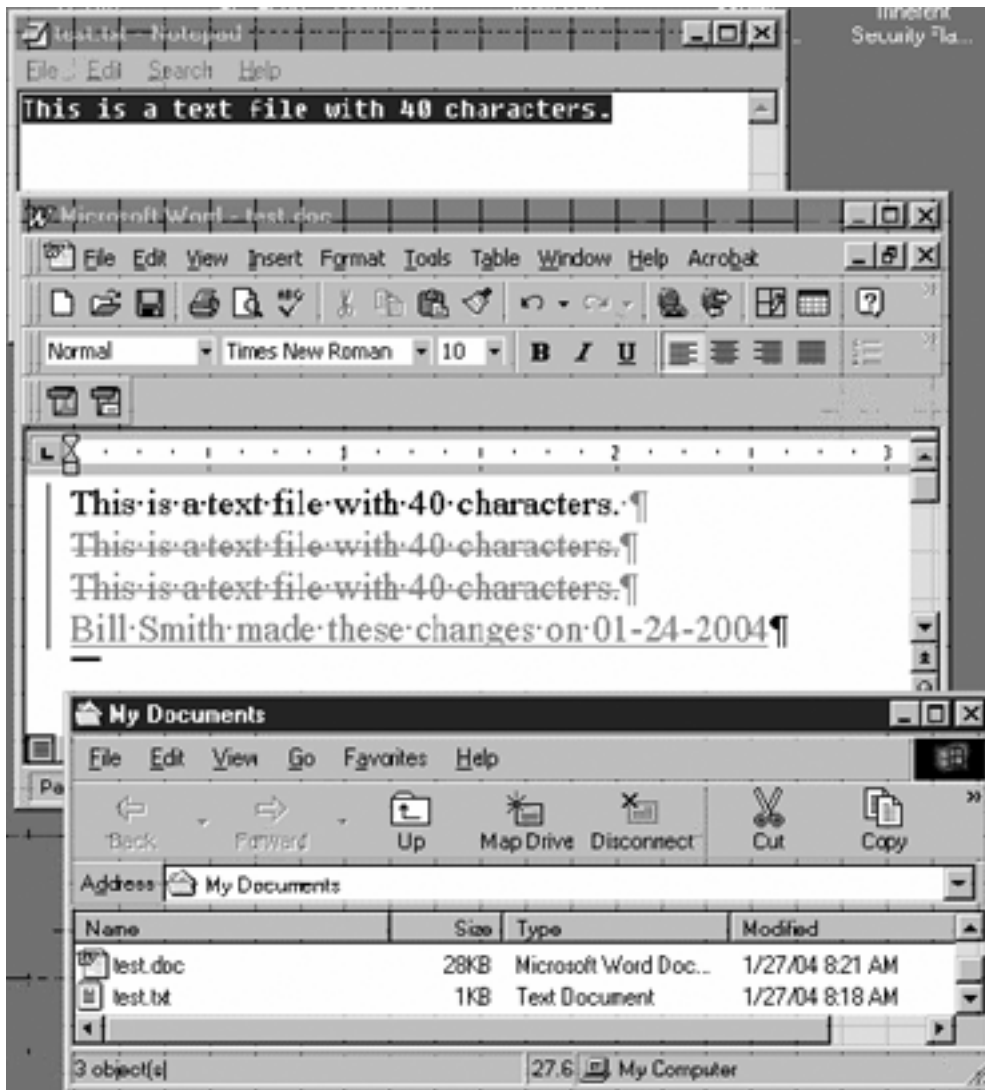 Inherent
Security Fla...
test.txt - Notepad
File Edit Search Help
This is a text file with 40 characters.
Microsoft Word - test.doc
File Edit View Insert Format Tools Table Window Help Acrobat
ABC
Normal Times New Roman 10 B I U
1 2 3
This·is·a·text·file·with·40·characters.·¶
This·is·a·text·file·with·40·characters.¶
This·is·a·text·file·with·40·characters.¶
Bill·Smith·made·these·changes·on·01-24-2004¶
My Documents
File Edit View Go Favorites Help
Pa
Back Forward Up Map Drive Disconnect Cut Copy »
Address My Documents
Name Size Type Modified
test.doc 28KB Microsoft Word Doc... 1/27/04 8:21 AM
test.txt 1KB Text Document 1/27/04 8:18 AM
3 object(s) 27.6 My Computer